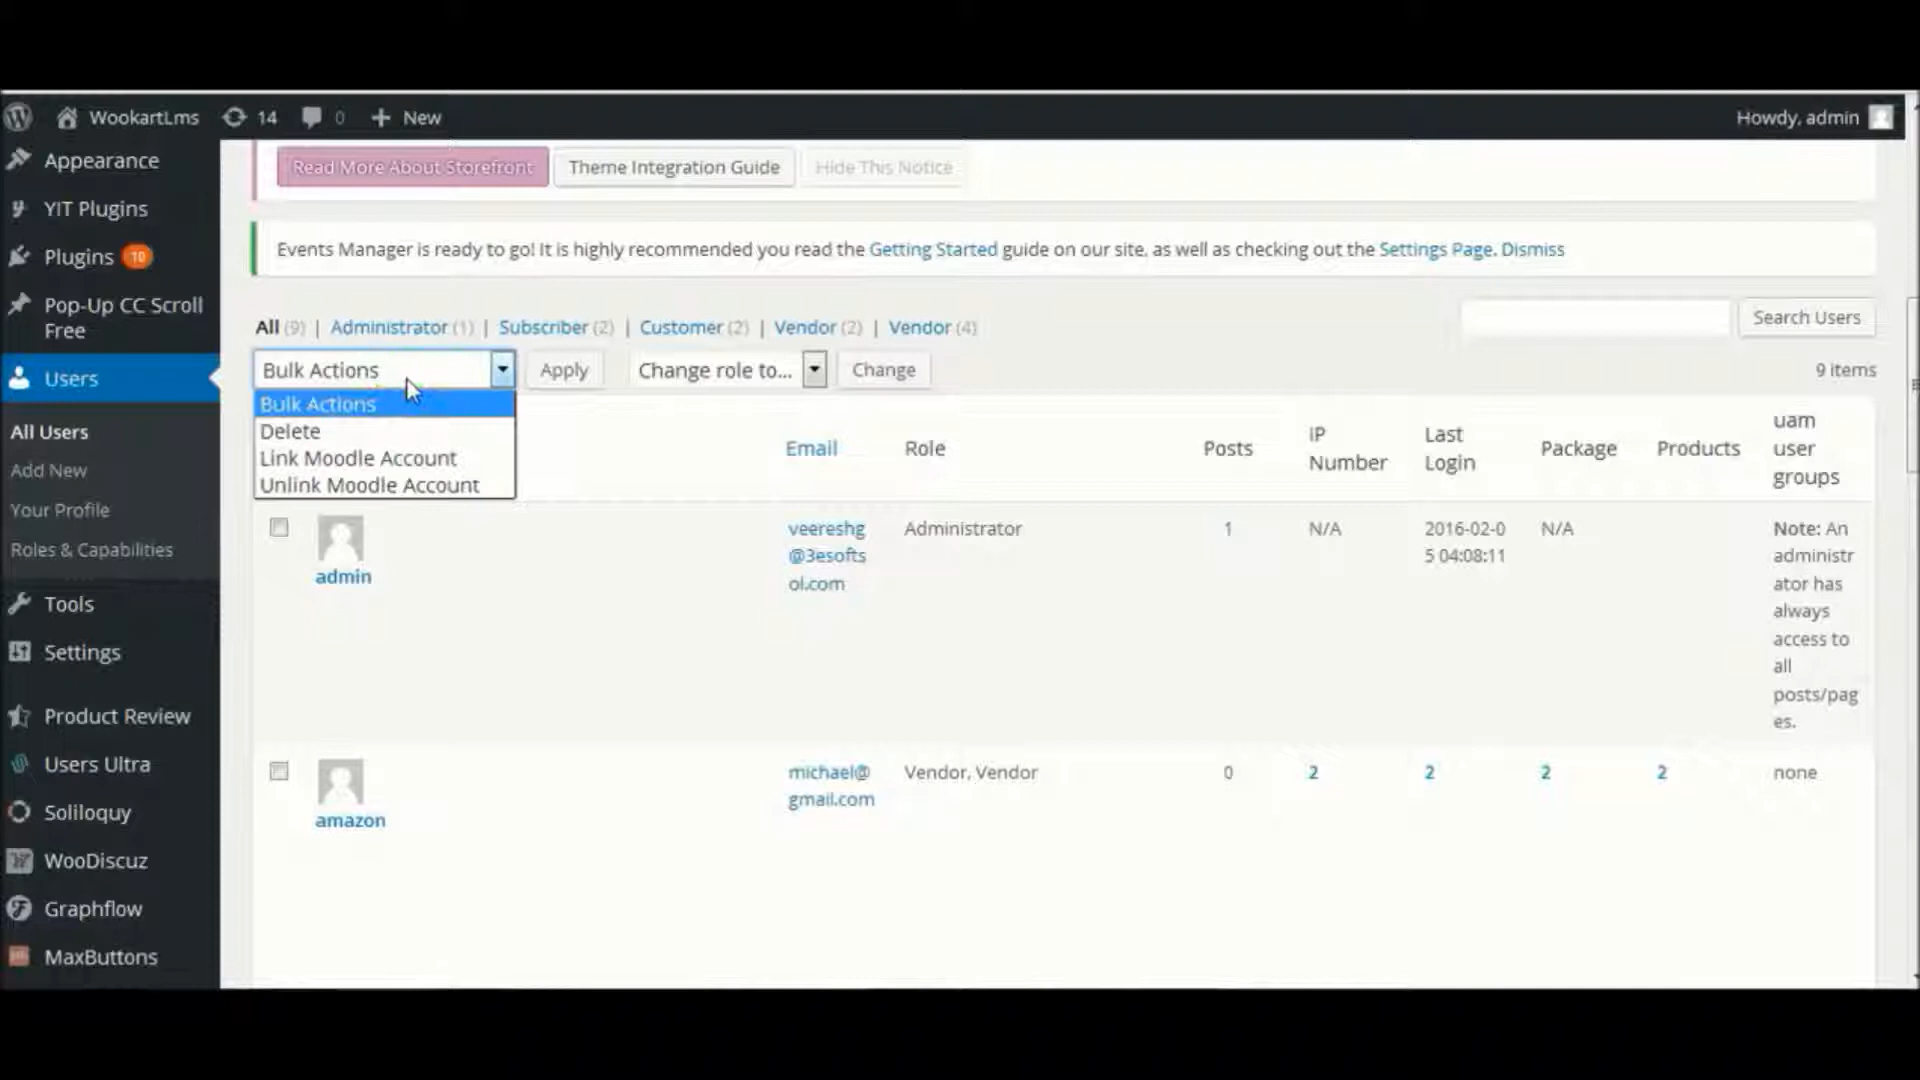 WookartLms
14
0
New
Howdy, admin
Appearance
YIT Plugins
Plugins 10
Pop-Up CC Scroll
Free
Users
All Users
Add New
Your Profile
Roles & Capabilities
Tools
Settings
Product Review
Users Ultra
Soliloquy
WooDiscuz
Graphflow
MaxButtons
Read More About Storefront
Theme Integration Guide
Hide This Notice
Events Manager is ready to go! It is highly recommended you read the Getting Started guide on our site, as well as checking out the Settings Page. Dismiss
All (9) | Administrator (1) | Subscriber (2) | Customer (2) | Vendor (2) | Vendor (4)
Search Users
Bulk Actions
Apply
Change role to...
Change
9 items
Bulk Actions
Delete
Link Moodle Account
Unlink Moodle Account
Email
Role
Posts
IP
Number
Last
Login
Package
Products
uam
user
groups
admin
veereshg
@3esofts
ol.com
Administrator
1
N/A
2016-02-0
5 04:08:11
N/A
Note: An
administr
ator has
always
access to
all
posts/pag
es.
amazon
michael@
gmail.com
Vendor, Vendor
0
2
2
2
2
none